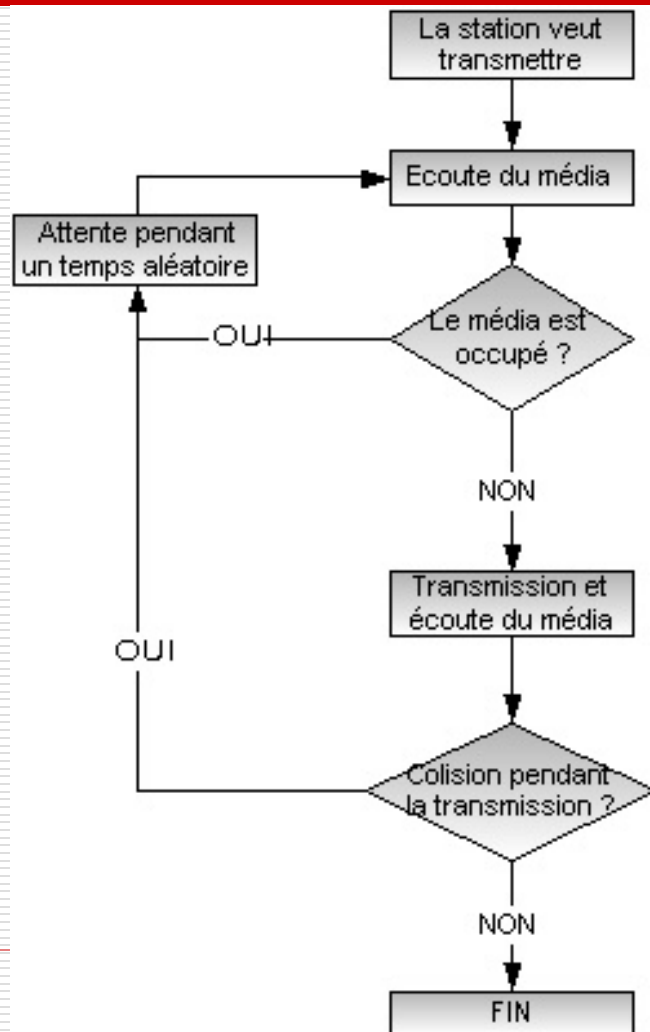 La station veut
transmettre
Ecoute du média
Attente pendant
un temps aléatoire
Le média est
occupé ?
OUI
NON
Transmission et
écoute du média
OUI
Colision pendant
la transmission ?
NON
FIN